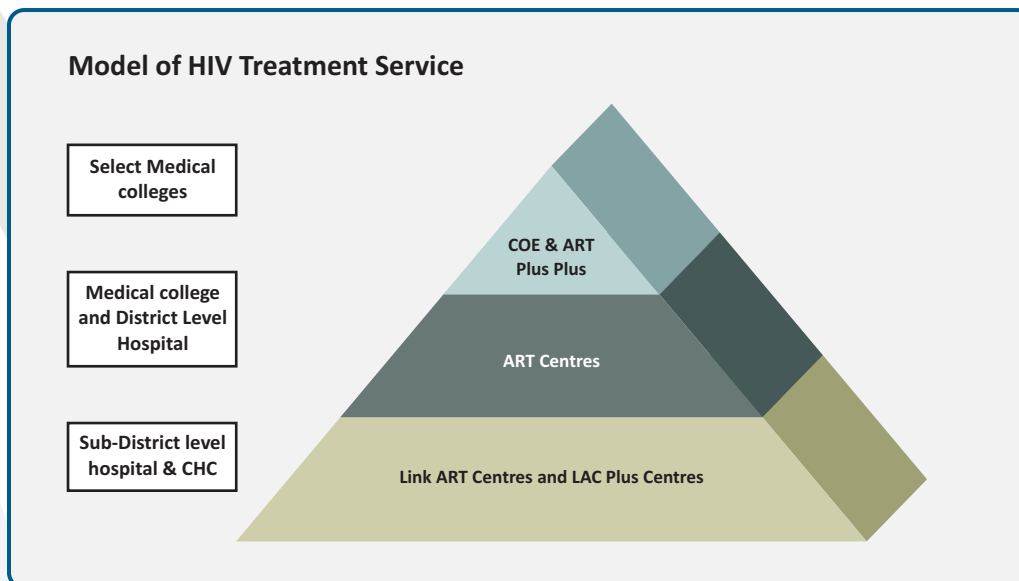 Model of HIV Treatment Service
Select Medical
colleges
COE & ART
Plus Plus
Medical college
and District Level
Hospital
ART Centres
Sub-District level
hospital & CHC
Link ART Centres and LAC Plus Centres